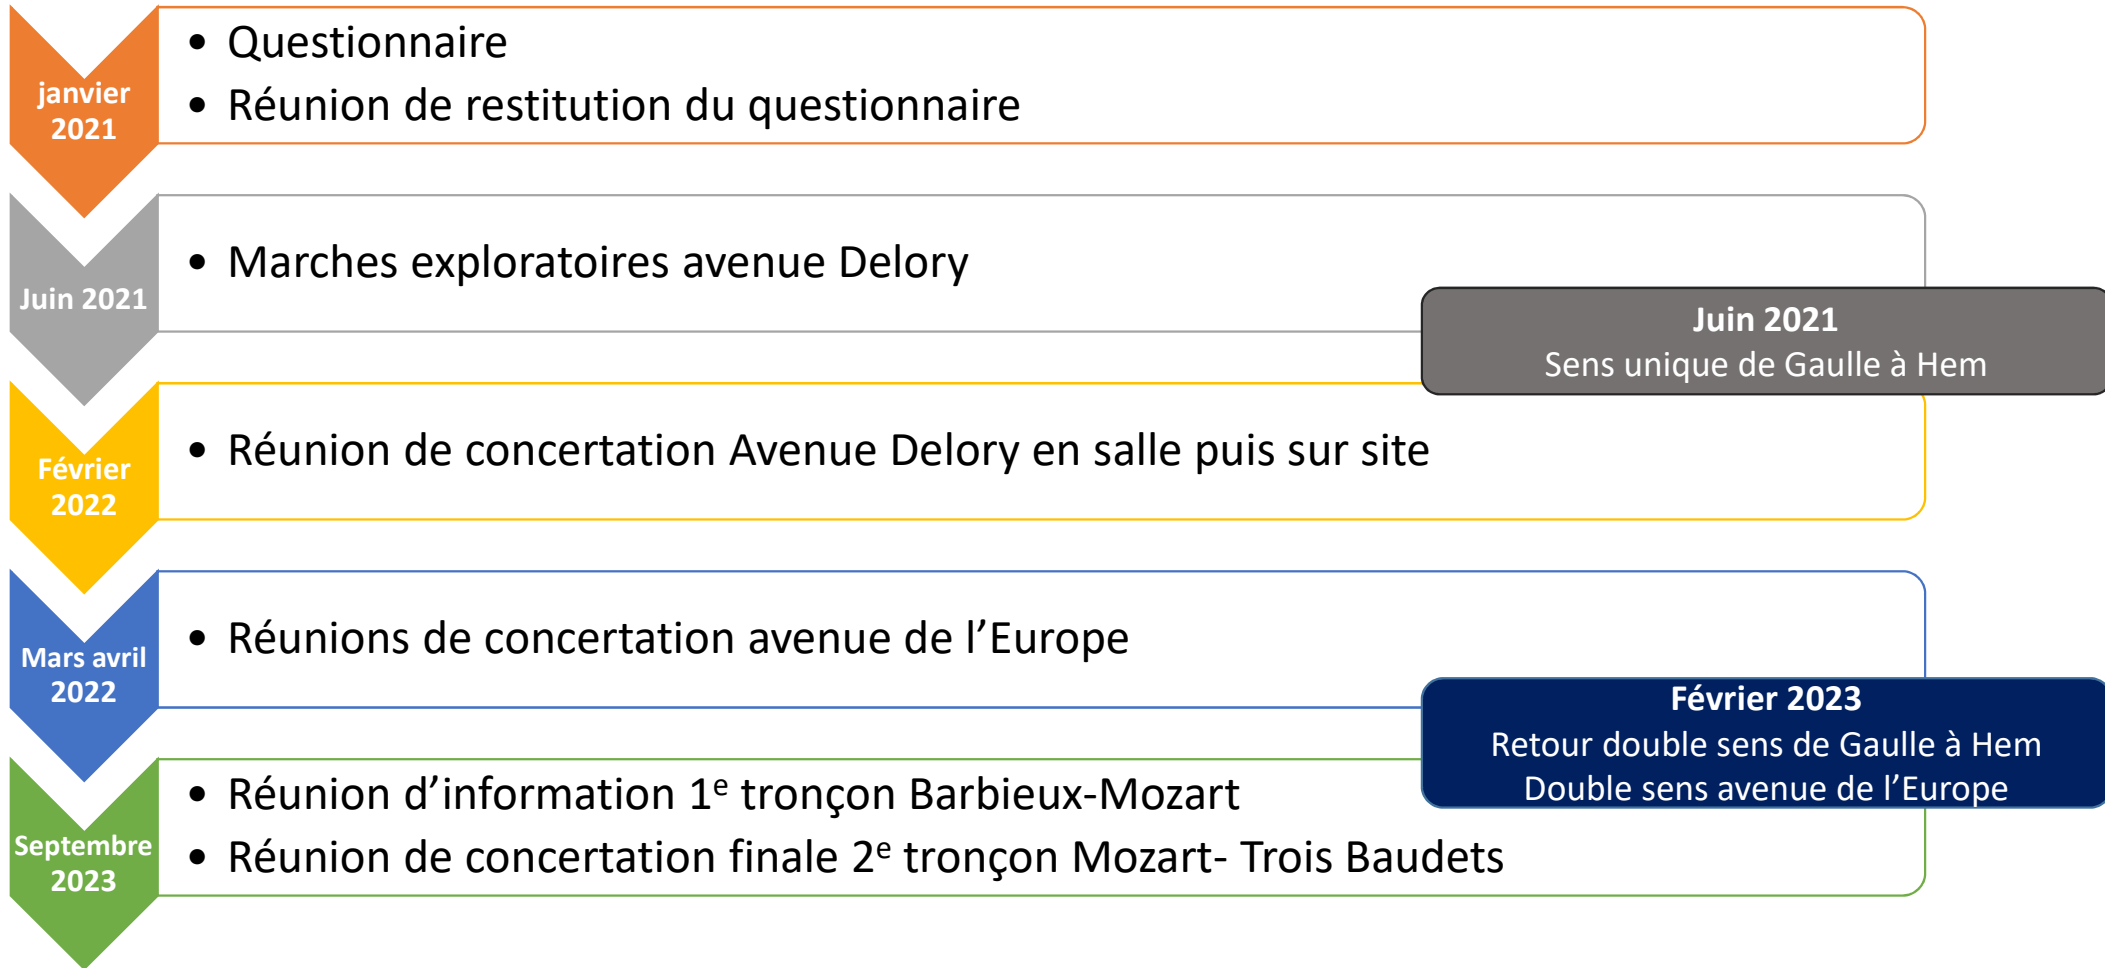 janvier
2021
• Questionnaire
• Réunion de restitution du questionnaire
Juin 2021
• Marches exploratoires avenue Delory
Juin 2021
Sens unique de Gaulle à Hem
Février
2022
• Réunion de concertation Avenue Delory en salle puis sur site
Mars avril
2022
• Réunions de concertation avenue de l’Europe
Février 2023
Retour double sens de Gaulle à Hem
Double sens avenue de l’Europe
Septembre
2023
• Réunion d’information 1e tronçon Barbieux-Mozart
• Réunion de concertation finale 2e tronçon Mozart- Trois Baudets